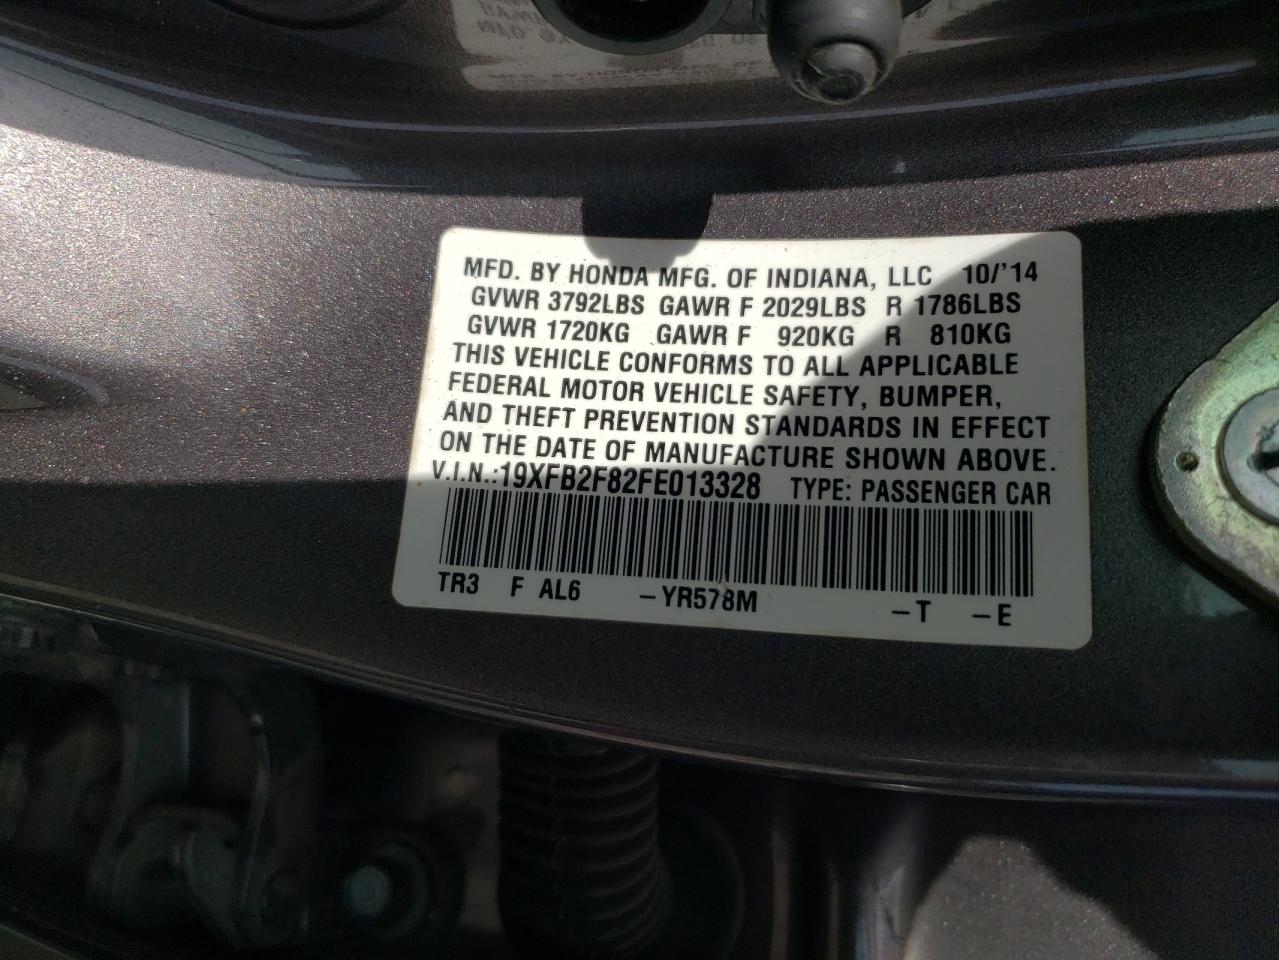 MFD. BY HONDA MFG. OF INDIANA, LLC 10/'14
GVWR 3792LBS GAWR F 2029LBS R 1786LBS
GVWR 1720KG GAWR F 920KG R 810KG
THIS VEHICLE CONFORMS TO ALL APPLICABLE
FEDERAL MOTOR VEHICLE SAFETY, BUMPER,
AND THEFT PREVENTION STANDARDS IN EFFECT
ON THE DATE OF MANUFACTURE SHOWN ABOVE.
V.I.N.:19XFB2F82FE013328 TYPE: PASSENGER CAR
TR3 F AL6 -YR578M -T -E